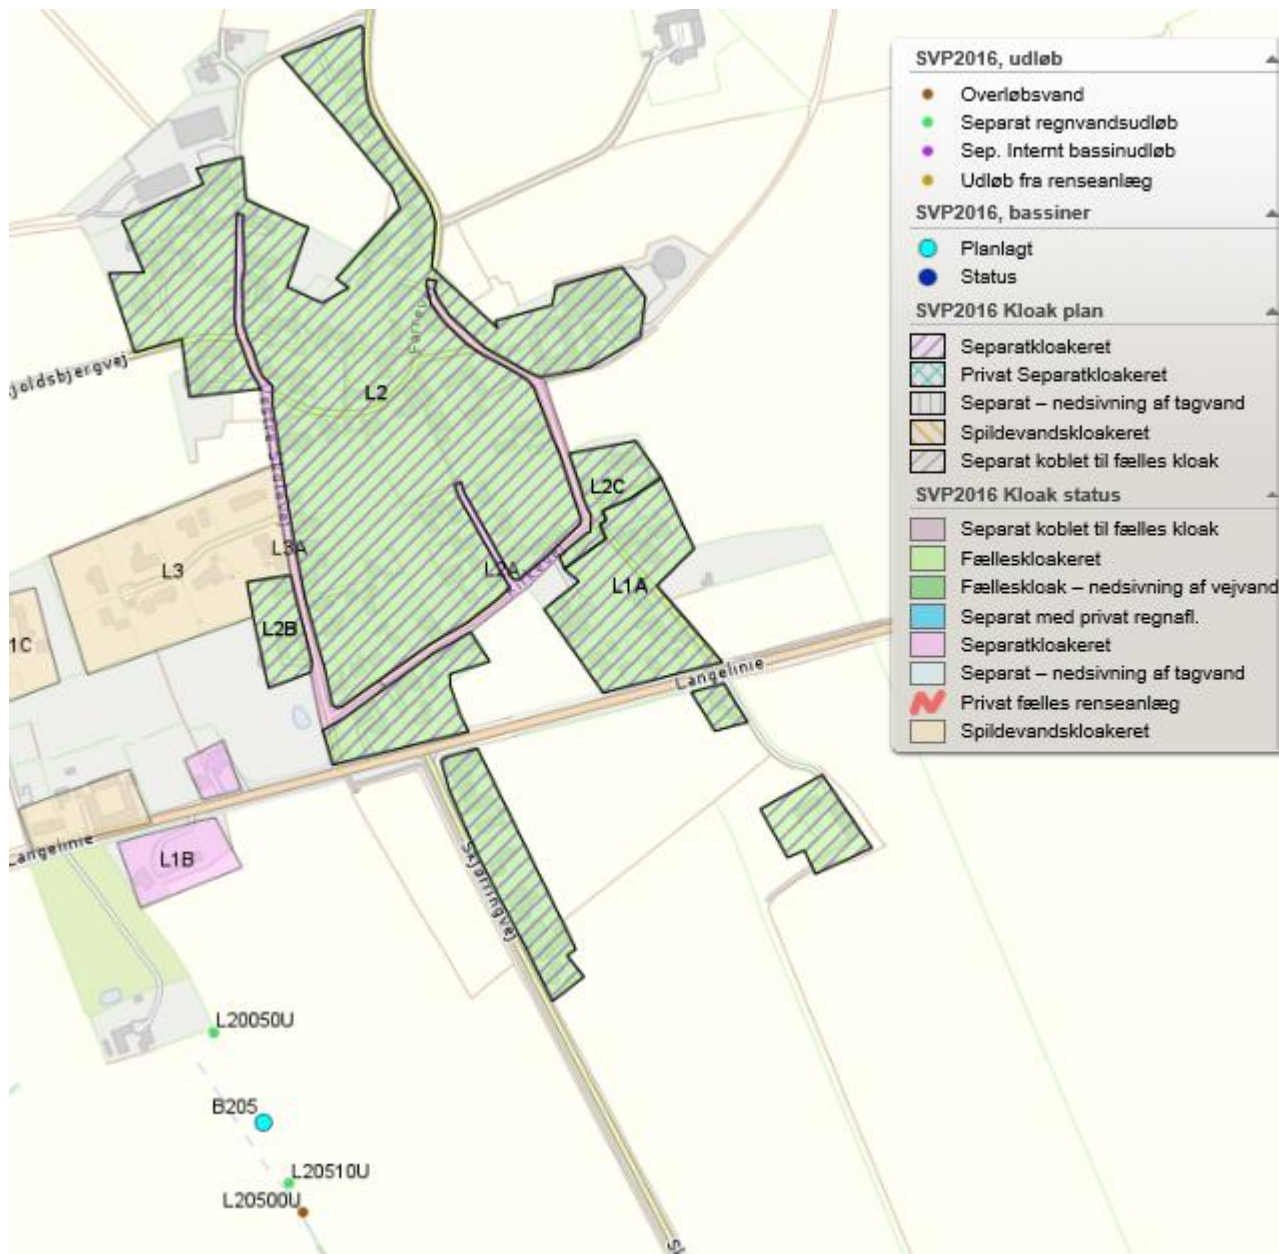 SVP2016, udløb
Overløbsvand
Separat regnvandsudløb
Sep. Internt bassinudløb
Udløb fra renseanlæg
SVP2016, bassiner
Planlagt
Status
SVP2016 Kloak plan
Separatkloakeret
Privat Separatkloakeret
Separat – nedsivning af tagvand
Spildevandskloakeret
Separat koblet til fælles kloak
SVP2016 Kloak status
Separat koblet til fælles kloak
Fælleskloakeret
Fælleskloak – nedsivning af vejvand
Separat med privat regnafl.
Separatkloakeret
Separat – nedsivning af tagvand
Privat fælles renseanlæg
Spildevandskloakeret
joldsbjergvej
L2
L2C
L3A
L3
L2A
L1A
L2B
1C
Langelinie
Langelinie
L1B
Skjørringvej
L20050U
B205
L20510U
L20500U